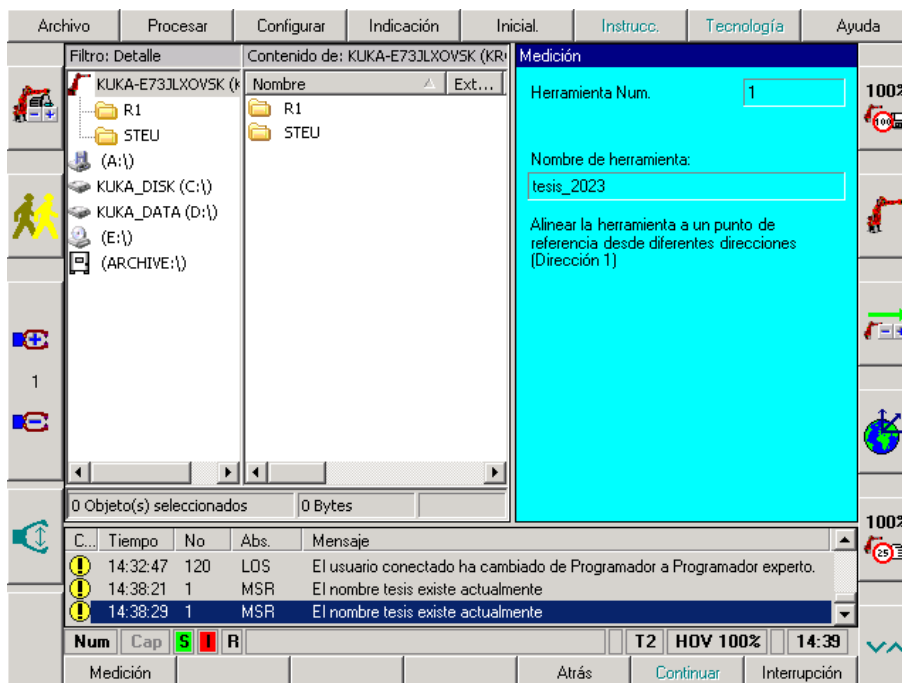 Archivo Procesar Configurar Indicación Inicial. Instrucc. Tecnología Ayuda
Filtro: Detalle
KUKA-E73JLXOVSK (K
R1
STEU
(A:\)
KUKA_DISK (C:\)
KUKA_DATA (D:\)
(E:\)
(ARCHIVE:\)
Contenido de: KUKA-E73JLXOVSK (KR
Nombre Ext...
R1
STEU
0 Objeto(s) seleccionados 0 Bytes
Medición
Herramienta Num. 1
Nombre de herramienta:
tesis_2023
Alinear la herramienta a un punto de
referencia desde diferentes direcciones
(Dirección 1)
1
100%
100
100%
25
C... Tiempo No Abs. Mensaje
14:32:47 120 LOS El usuario conectado ha cambiado de Programador a Programador experto.
14:38:21 1 MSR El nombre tesis existe actualmente
14:38:29 1 MSR El nombre tesis existe actualmente
Num Cap S I R T2 HOV 100% 14:39
Medición Atrás Continuar Interrupción